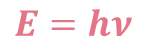 E = hν